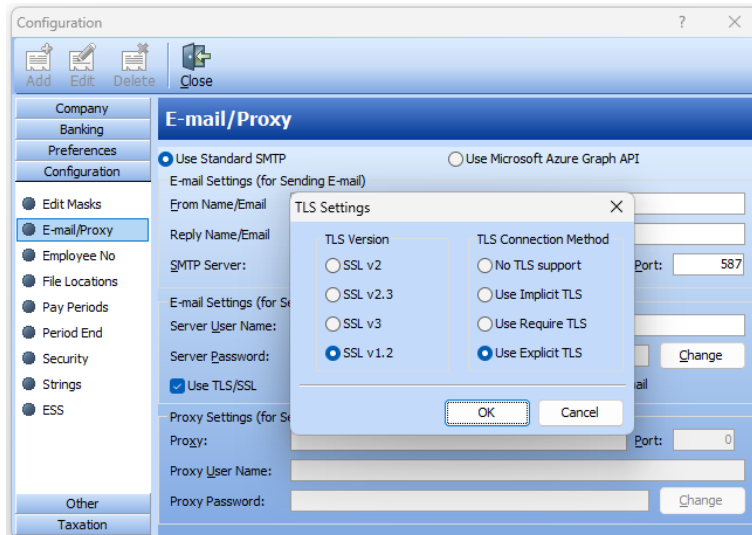 Configuration
? ×
Add Edit Delete Close
Company
Banking
Preferences
Configuration
Edit Masks
E-mail/Proxy
Employee No
File Locations
Pay Periods
Period End
Security
Strings
ESS
Other
Taxation
E-mail/Proxy
Use Standard SMTP Use Microsoft Azure Graph API
E-mail Settings (for Sending E-mail)
From Name/Email
Reply Name/Email
SMTP Server: Port: 587
E-mail Settings (for Se
Server User Name:
Server Password: Change
Use TLS/SSL ail
Proxy Settings (for Se
Proxy: Port: 0
Proxy User Name:
Proxy Password: Change
TLS Settings ×
TLS Version
SSL v2
SSL v2.3
SSL v3
SSL v1.2
TLS Connection Method
No TLS support
Use Implicit TLS
Use Require TLS
Use Explicit TLS
OK Cancel